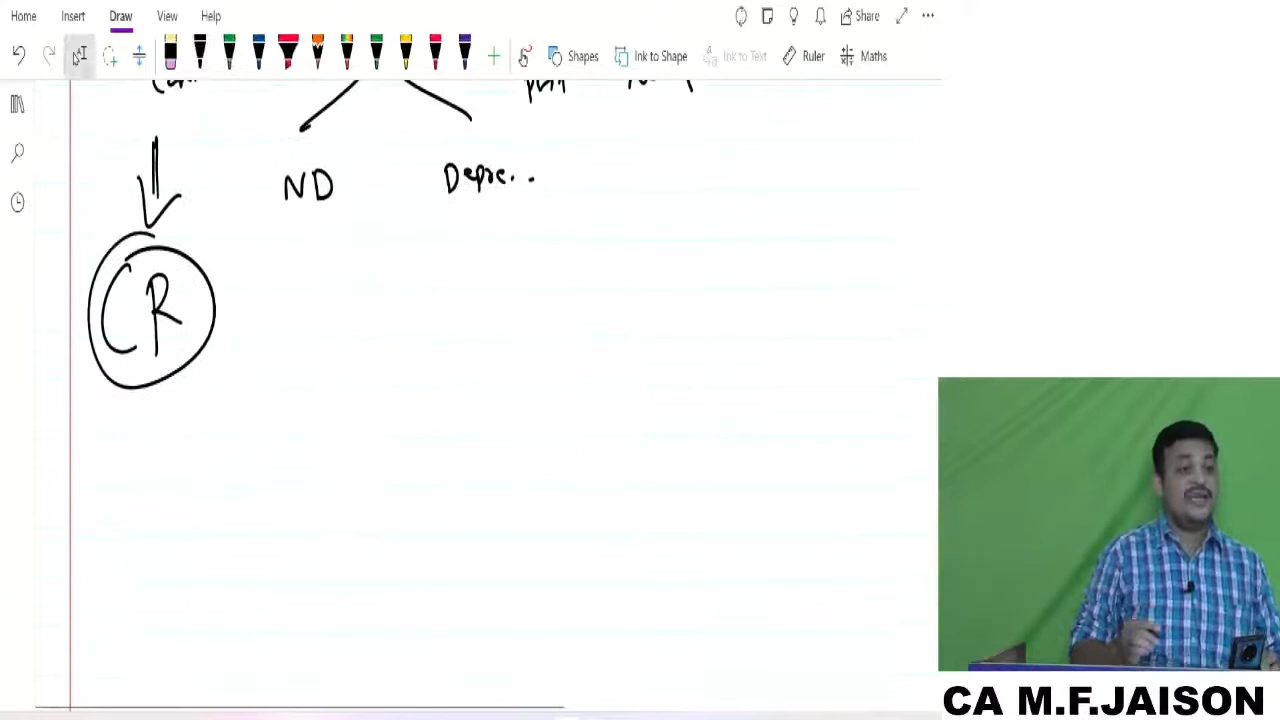 Home Insert Draw View Help Share
Shapes Ink to Shape Ink to Text Ruler Maths
ND Depre..
CR
CA M.F.JAISON